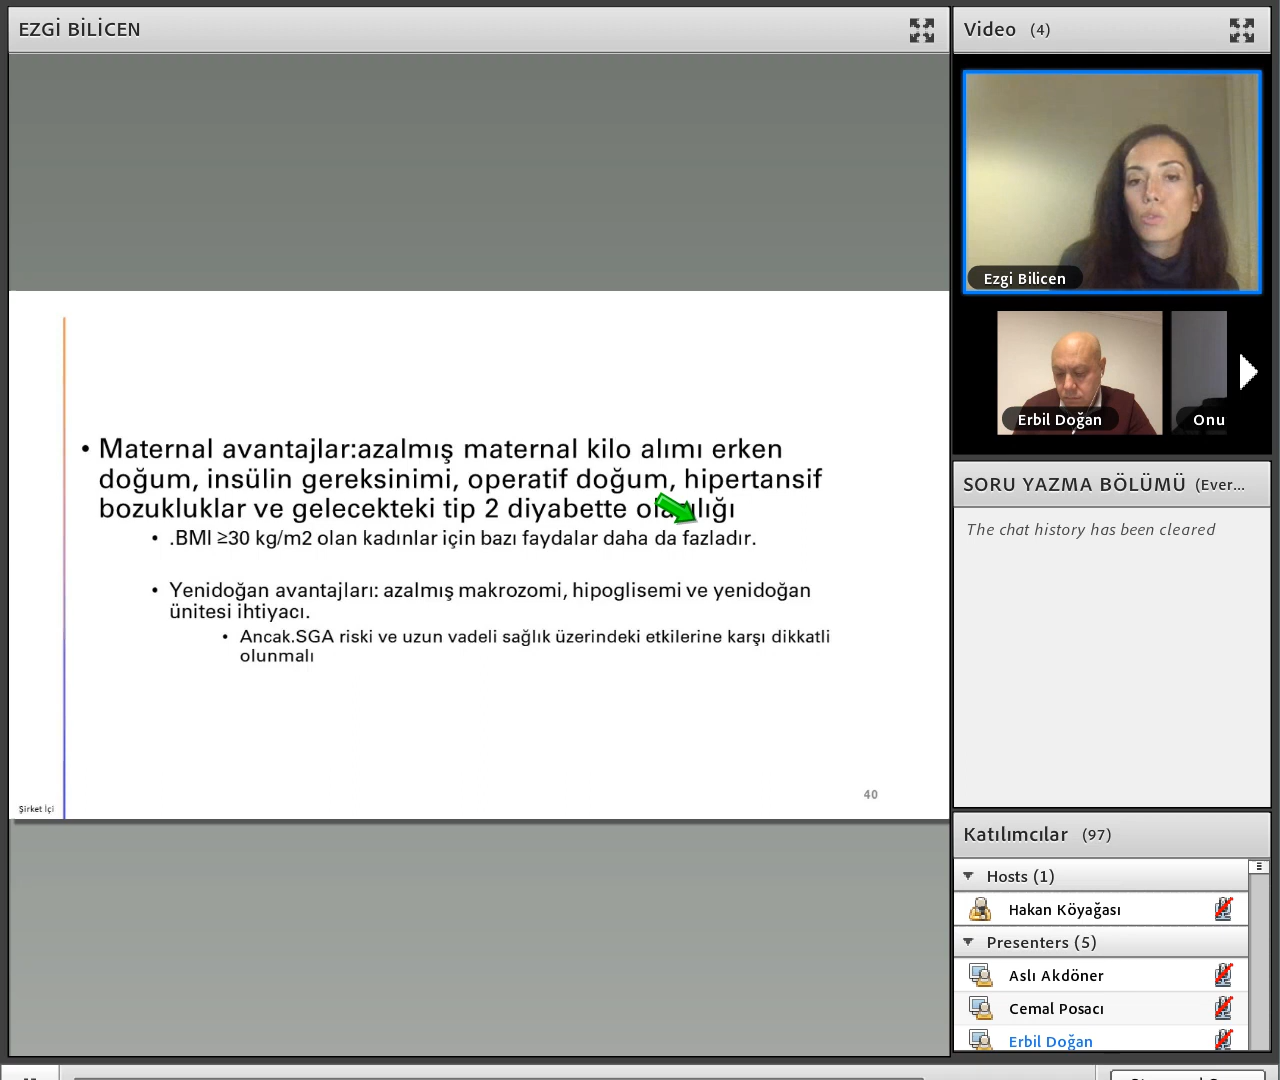 EZGİ BİLİCEN
Maternal avantajlar:azalmış maternal kilo alımı erken
doğum, insülin gereksinimi, operatif doğum, hipertansif
bozukluklar ve gelecekteki tip 2 diyabette
.BMI ≥30 kg/m2 olan kadınlar için bazı faydalar daha da fazladır.
Yenidoğan avantajları: azalmış makrozomi, hipoglisemi ve yenidoğan
ünitesi ihtiyacı.
Ancak.SGA riski ve uzun vadeli sağlık üzerindeki etkilerine karşı dikkatli
olunmalı
40
Şirket İçi
Video (4)
Ezgi Bilicen
Erbil Doğan
Onu
SORU YAZMA BÖLÜMÜ (Ever...
The chat history has been cleared
Katılımcılar (97)
Hosts (1)
Hakan Köyağası
Presenters (5)
Aslı Akdöner
Cemal Posacı
Erbil Doğan